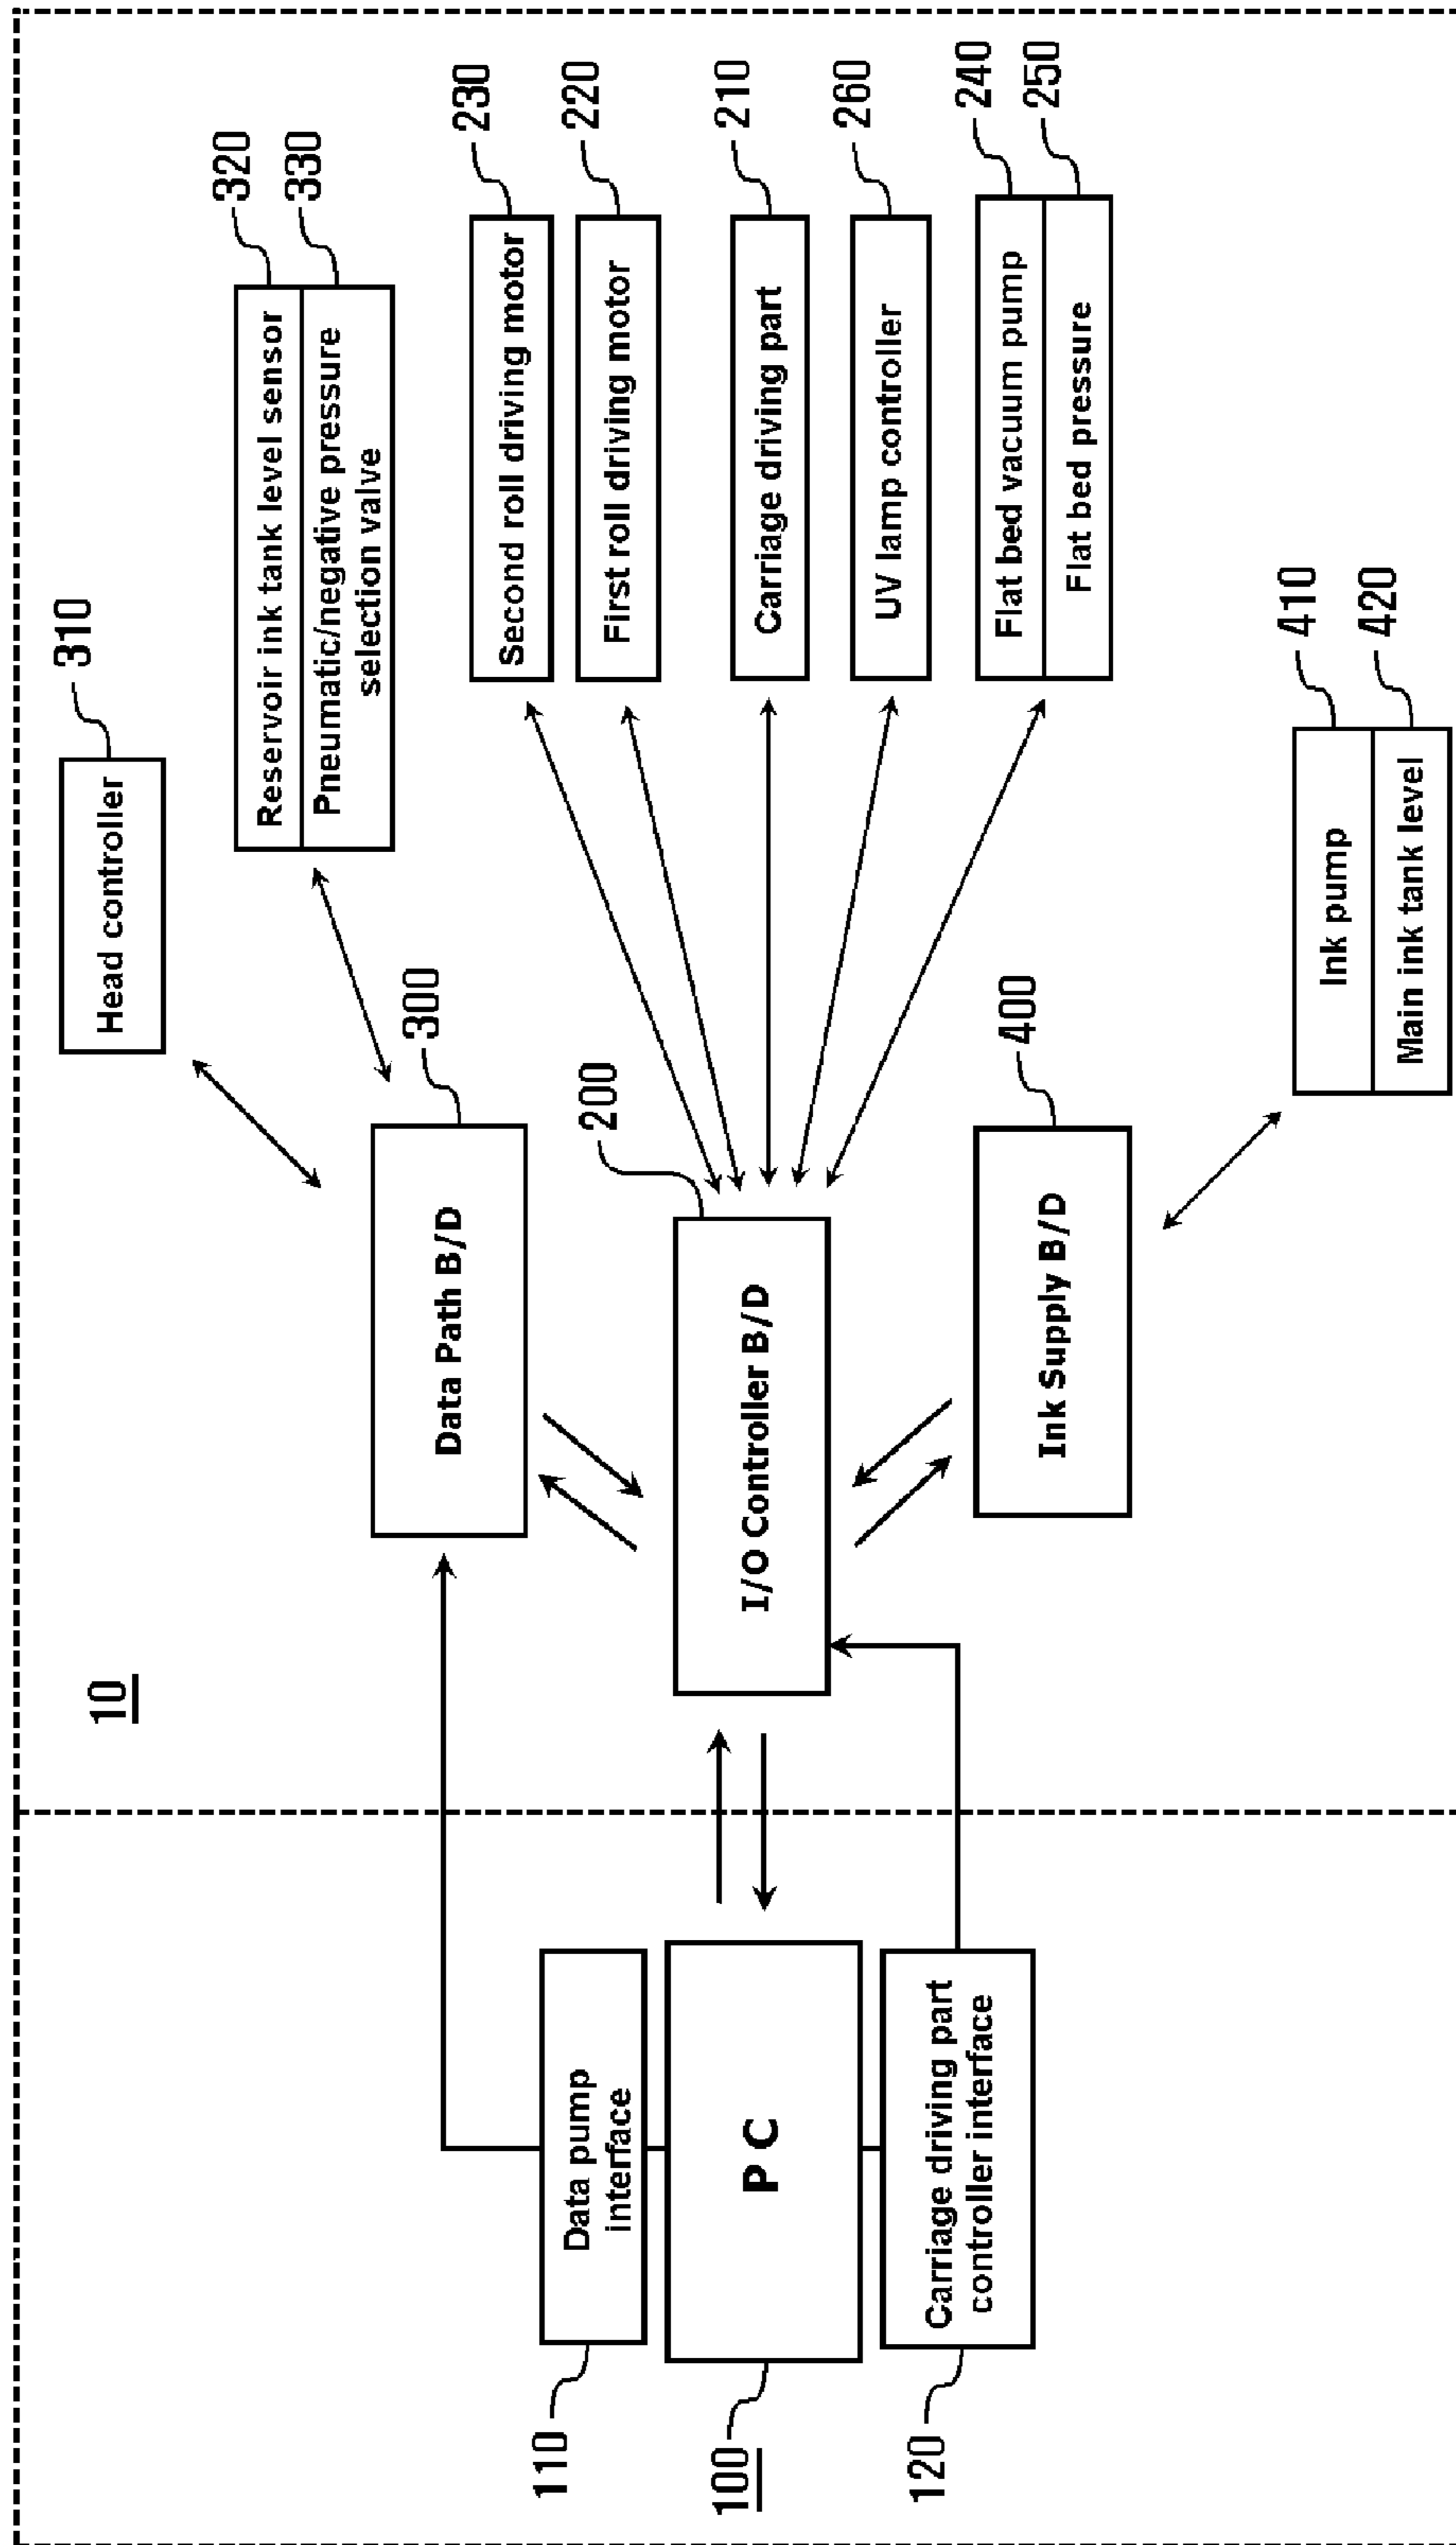 10
Head controller
310
Reservoir ink tank level sensor
320
Pneumatic/negative pressure
selection valve
330
Data Path B/D
300
Second roll driving motor
230
First roll driving motor
220
Data pump
interface
110
P C
100
I/O Controller B/D
200
Carriage driving part
210
UV lamp controller
260
Carriage driving part
controller interface
120
Flat bed vacuum pump
240
Flat bed pressure
250
Ink Supply B/D
400
Ink pump
410
Main ink tank level
420